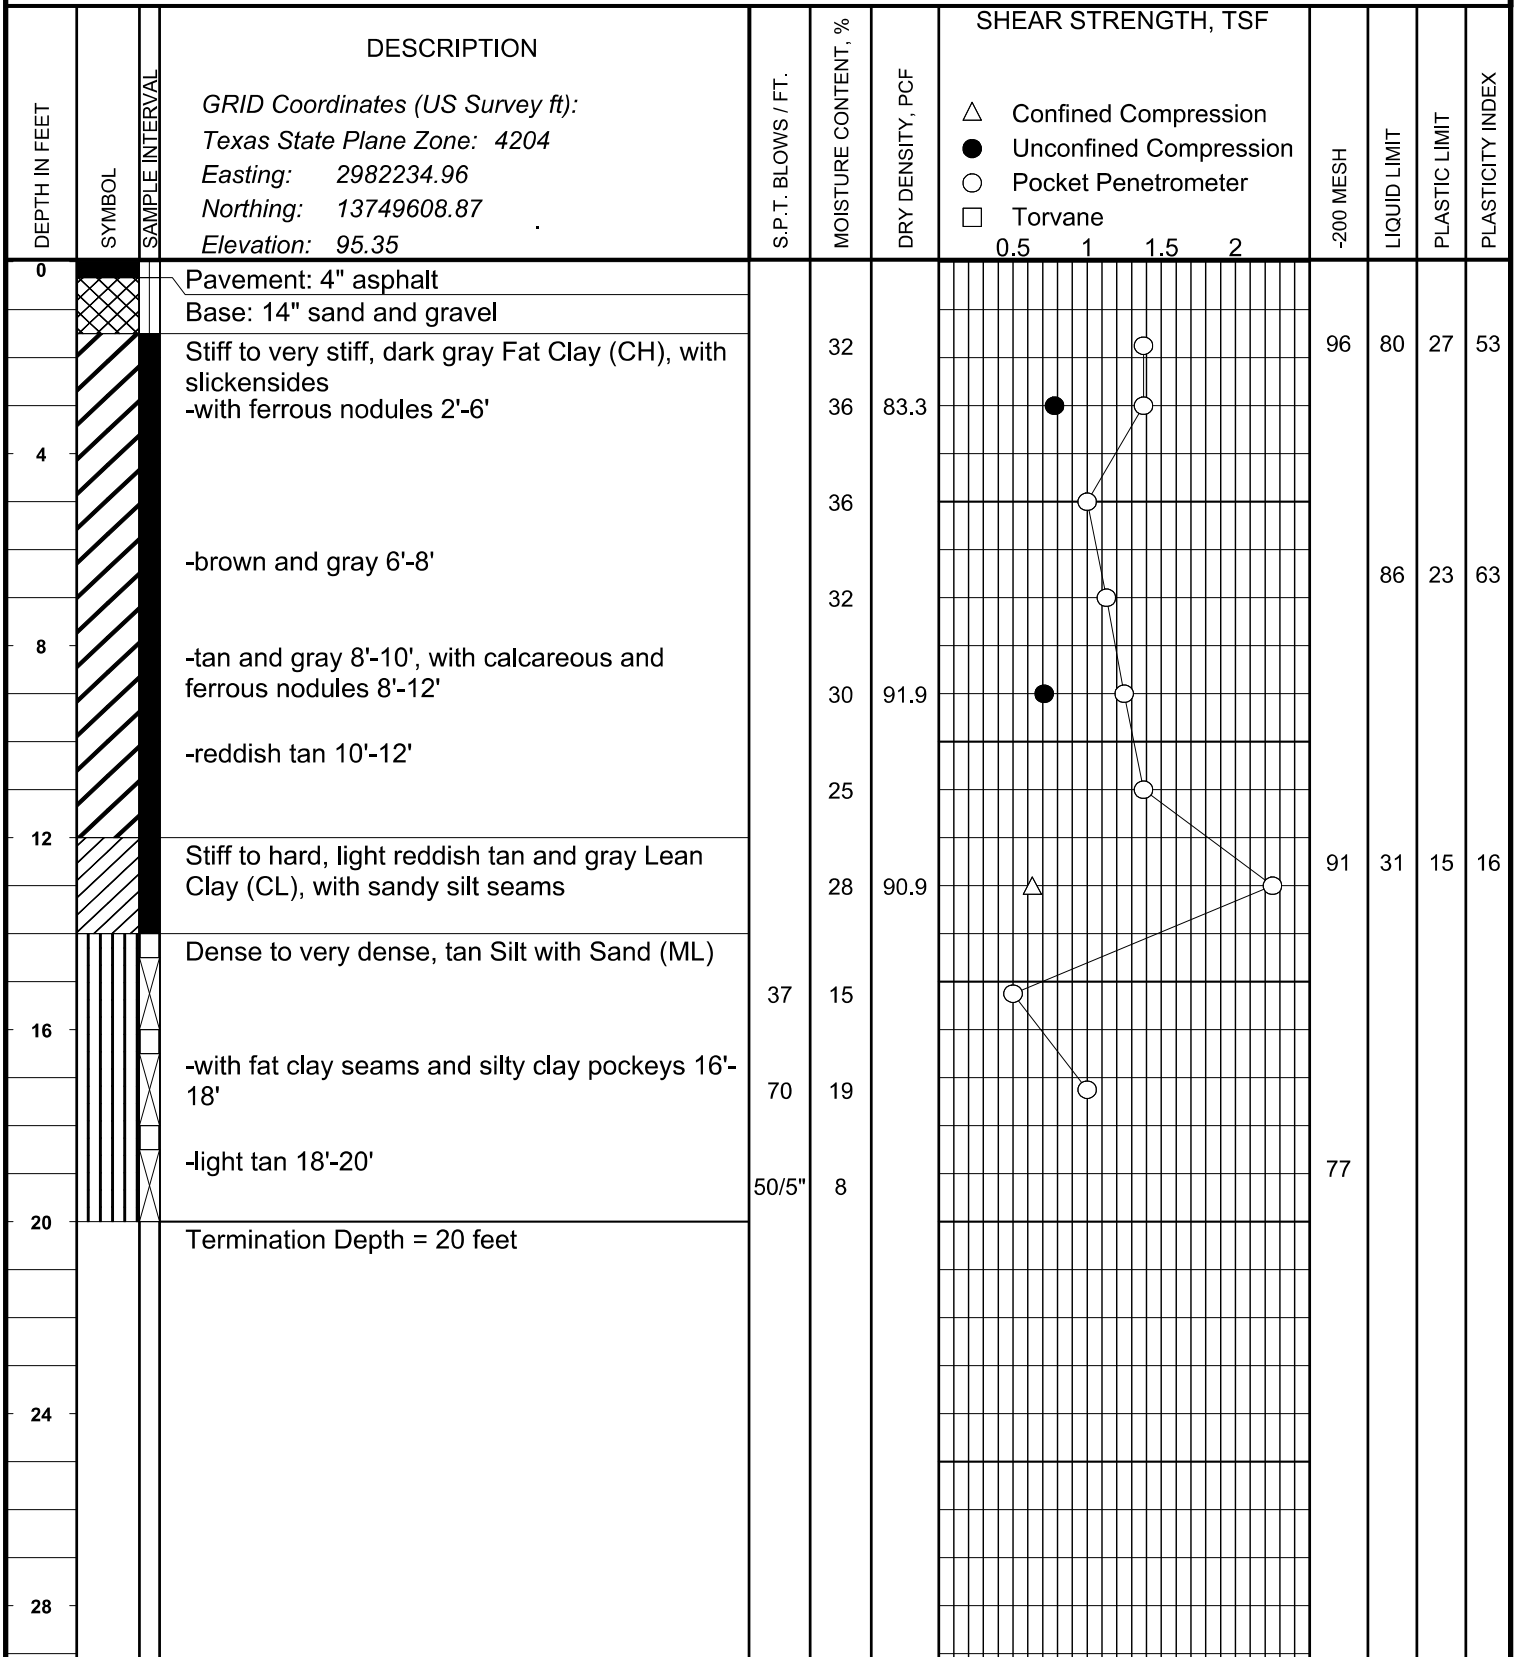 DEPTH IN FEET
SYMBOL
SAMPLE INTERVAL
DESCRIPTION
GRID Coordinates (US Survey ft):
Texas State Plane Zone: 4204
Easting: 2982234.96
Northing: 13749608.87
Elevation: 95.35
S.P.T. BLOWS / FT.
MOISTURE CONTENT, %
DRY DENSITY, PCF
SHEAR STRENGTH, TSF
Confined Compression
Unconfined Compression
Pocket Penetrometer
Torvane
0.5 1 1.5 2
-200 MESH
LIQUID LIMIT
PLASTIC LIMIT
PLASTICITY INDEX
0
Pavement: 4" asphalt
Base: 14" sand and gravel
Stiff to very stiff, dark gray Fat Clay (CH), with
slickensides
32 96 80 27 53
-with ferrous nodules 2'-6'
36 83.3
4
36
-brown and gray 6'-8'
86 23 63
32
8
-tan and gray 8'-10', with calcareous and
ferrous nodules 8'-12'
30 91.9
-reddish tan 10'-12'
25
12
Stiff to hard, light reddish tan and gray Lean
Clay (CL), with sandy silt seams
91 31 15 16
28 90.9
Dense to very dense, tan Silt with Sand (ML)
37 15
16
-with fat clay seams and silty clay pockeys 16'-
18'
70 19
-light tan 18'-20'
77
50/5" 8
20
Termination Depth = 20 feet
24
28